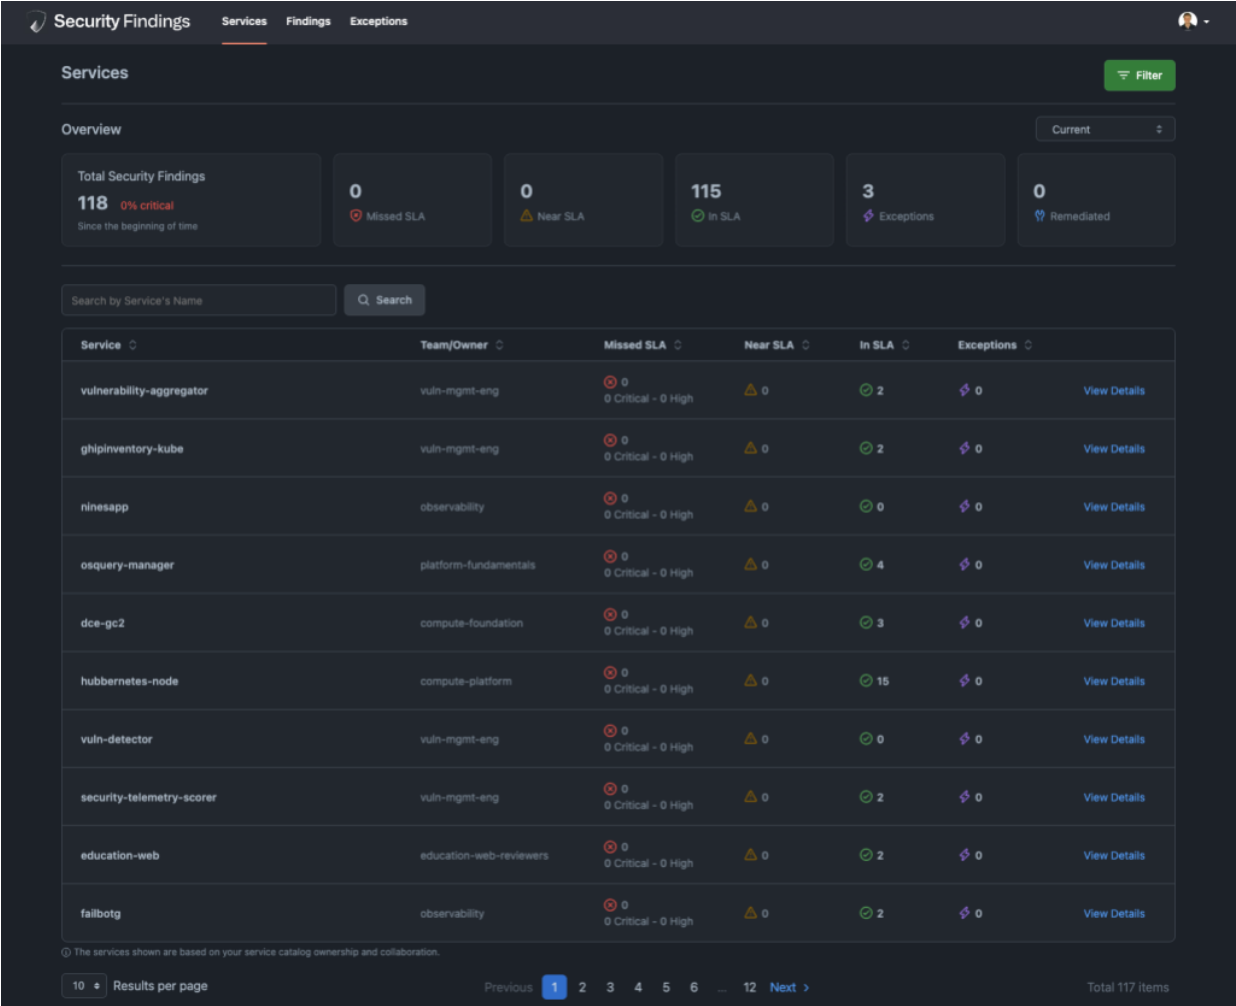 Security Findings Services Findings Exceptions
Services
Filter
Overview
Current
Total Security Findings
118 0% critical
Since the beginning of time
0
Missed SLA
0
Near SLA
115
In SLA
3
Exceptions
0
Remediated
Search by Service's Name
Search
Service Team/Owner Missed SLA Near SLA In SLA Exceptions
vulnerability-aggregator vuln-mgmt-eng 0 0 2 0 View Details
0 Critical - 0 High
ghipinventory-kube vuln-mgmt-eng 0 0 2 0 View Details
0 Critical - 0 High
ninesapp observability 0 0 0 0 View Details
0 Critical - 0 High
osquery-manager platform-fundamentals 0 0 4 0 View Details
0 Critical - 0 High
dce-gc2 compute-foundation 0 0 3 0 View Details
0 Critical - 0 High
hubbernetes-node compute-platform 0 0 15 0 View Details
0 Critical - 0 High
vuln-detector vuln-mgmt-eng 0 0 0 0 View Details
0 Critical - 0 High
security-telemetry-scorer vuln-mgmt-eng 0 0 2 0 View Details
0 Critical - 0 High
education-web education-web-reviewers 0 0 2 0 View Details
0 Critical - 0 High
failbotg observability 0 0 2 0 View Details
0 Critical - 0 High
The services shown are based on your service catalog ownership and collaboration.
10 Results per page Previous 1 2 3 4 5 6 ... 12 Next > Total 117 items